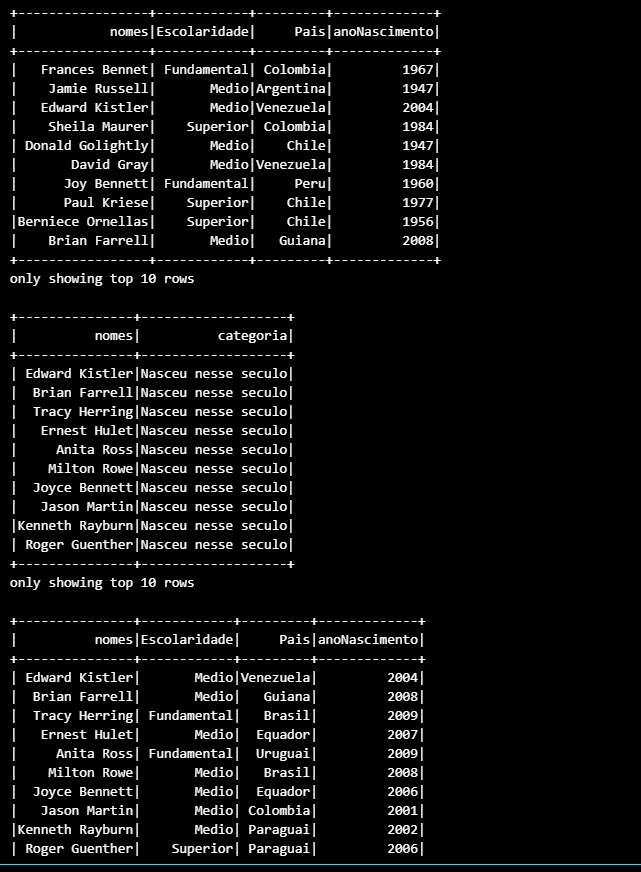 +-----------------+------------+---------+-------------+
|            nomes|Escolaridade|     Pais|anoNascimento|
+-----------------+------------+---------+-------------+
|   Frances Bennet| Fundamental| Colombia|         1967|
|    Jamie Russell|       Medio|Argentina|         1947|
|   Edward Kistler|       Medio|Venezuela|         2004|
|    Sheila Maurer|    Superior| Colombia|         1984|
| Donald Golightly|       Medio|    Chile|         1947|
|       David Gray|       Medio|Venezuela|         1984|
|      Joy Bennett| Fundamental|     Peru|         1960|
|      Paul Kriese|    Superior|    Chile|         1977|
|Berniece Ornellas|    Superior|    Chile|         1956|
|    Brian Farrell|       Medio|   Guiana|         2008|
+-----------------+------------+---------+-------------+
only showing top 10 rows
+---------------+-------------------+
|          nomes|          categoria|
+---------------+-------------------+
| Edward Kistler|Nasceu nesse seculo|
|  Brian Farrell|Nasceu nesse seculo|
|  Tracy Herring|Nasceu nesse seculo|
|   Ernest Hulet|Nasceu nesse seculo|
|     Anita Ross|Nasceu nesse seculo|
|    Milton Rowe|Nasceu nesse seculo|
|  Joyce Bennett|Nasceu nesse seculo|
|   Jason Martin|Nasceu nesse seculo|
|Kenneth Rayburn|Nasceu nesse seculo|
| Roger Guenther|Nasceu nesse seculo|
+---------------+-------------------+
only showing top 10 rows
+---------------+------------+---------+-------------+
|          nomes|Escolaridade|     Pais|anoNascimento|
+---------------+------------+---------+-------------+
| Edward Kistler|       Medio|Venezuela|         2004|
|  Brian Farrell|       Medio|   Guiana|         2008|
|  Tracy Herring| Fundamental|   Brasil|         2009|
|   Ernest Hulet|       Medio|  Equador|         2007|
|     Anita Ross| Fundamental|  Uruguai|         2009|
|    Milton Rowe|       Medio|   Brasil|         2008|
|  Joyce Bennett|       Medio|  Equador|         2006|
|   Jason Martin|       Medio| Colombia|         2001|
|Kenneth Rayburn|       Medio| Paraguai|         2002|
| Roger Guenther|    Superior| Paraguai|         2006|